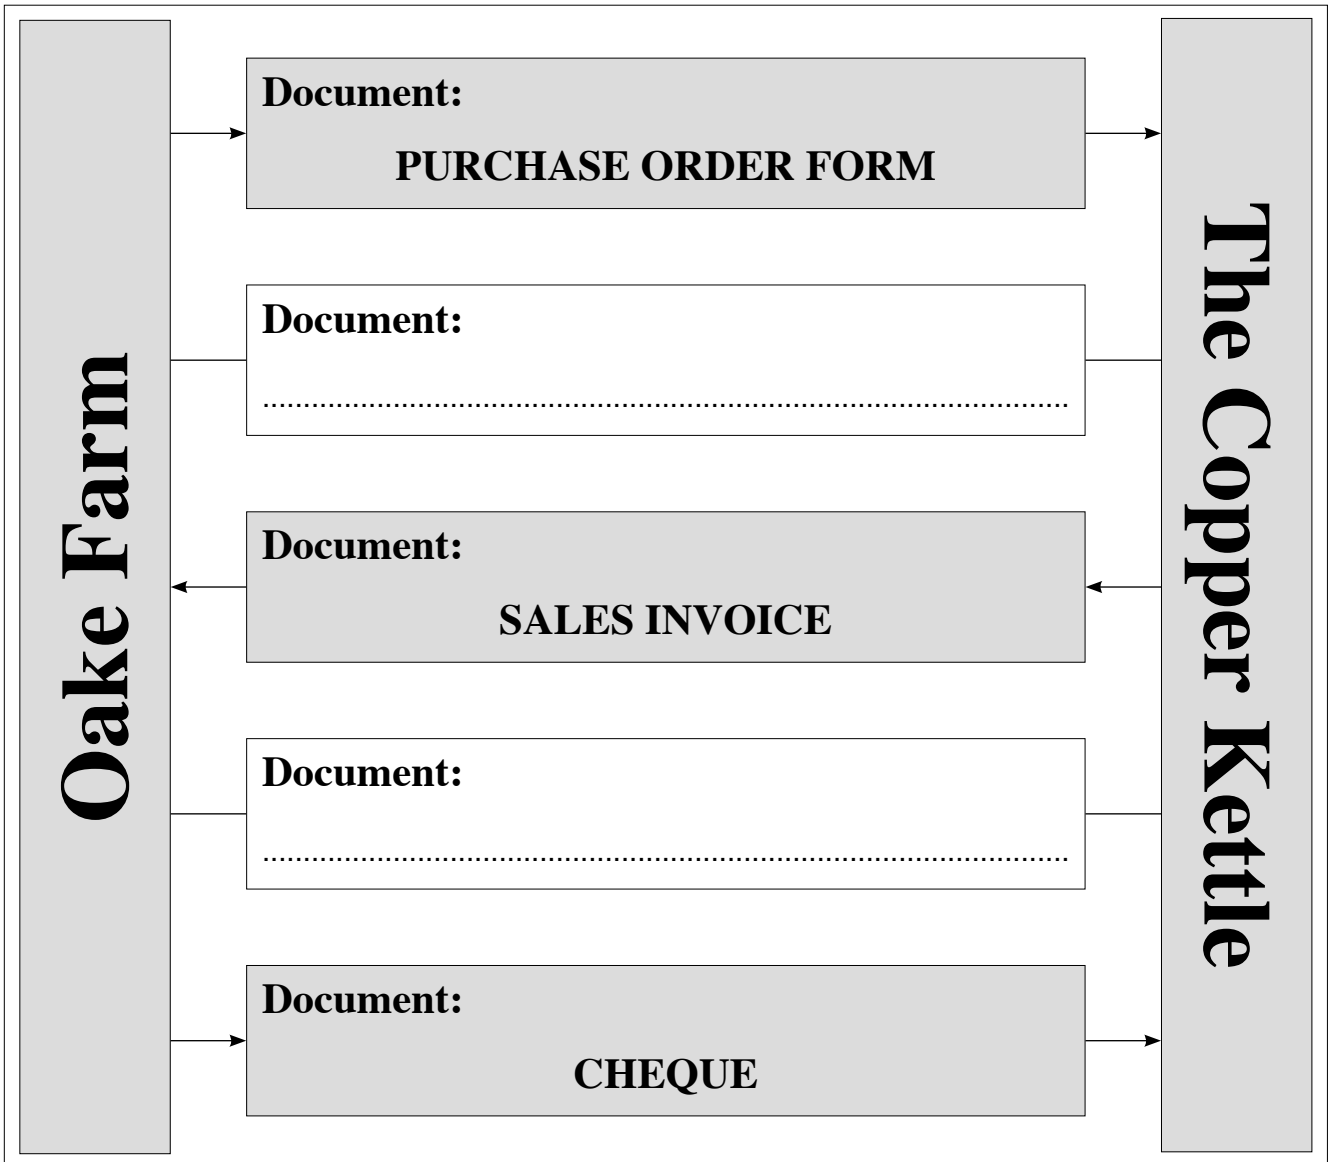 Oake Farm
Document:
PURCHASE ORDER FORM
Document:
....................................................................................................
Document:
SALES INVOICE
Document:
....................................................................................................
Document:
CHEQUE
The Copper Kettle